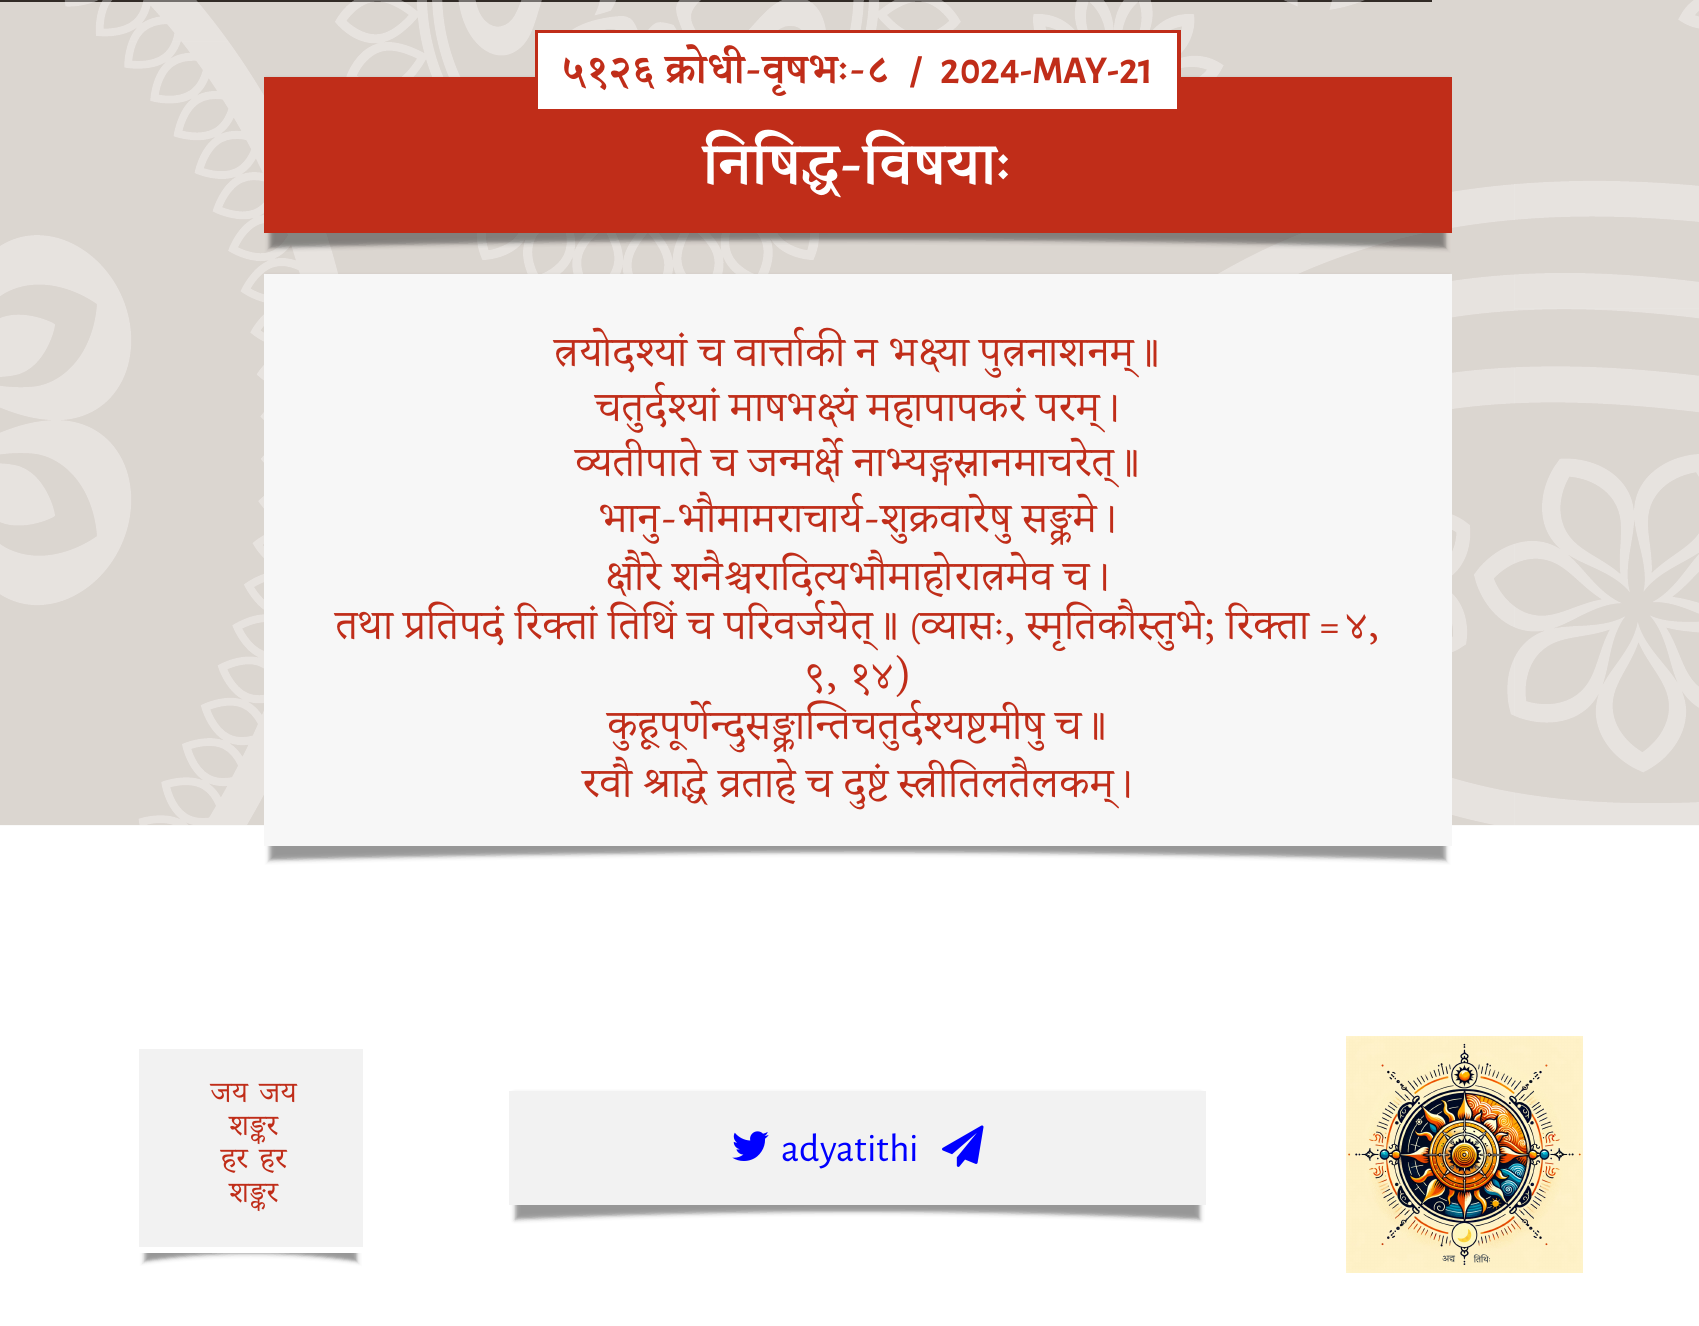 ५१२६ क्रोधी-वृषभः-८ / 2024-MAY-21
निषिद्ध-विषयाः
त्रयोदश्यां च वार्त्ताकी न भक्ष्या पुत्रनाशनम्॥
चतुर्दश्यां माषभक्ष्यं महापापकरं परम्।
व्यतीपाते च जन्मर्क्षे नाभ्यङ्गस्नानमाचरेत्॥
भानु-भौमामराचार्य-शुक्रवारेषु सङ्क्रमे।
क्षौरे शनैश्चरादित्यभौमाहोरात्रमेव च।
तथा प्रतिपदं रिक्तां तिथिं च परिवर्जयेत्॥ (व्यासः, स्मृतिकौस्तुभे; रिक्ता = ४,
९, १४)
कुहूपूर्णेन्दुसङ्क्रान्तिचतुर्दश्यष्टमीषु च॥
रवौ श्राद्धे व्रताहे च दुष्टं स्त्रीतिलतैलकम्।
जय जय
शङ्कर
हर हर
शङ्कर
adyatithi
अद्य तिथिः